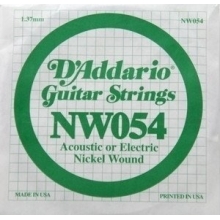 1.37mm NW054
D'Addario
Guitar Strings
NW054
Acoustic or Electric
Nickel Wound
MADE IN USA PRINTED IN USA